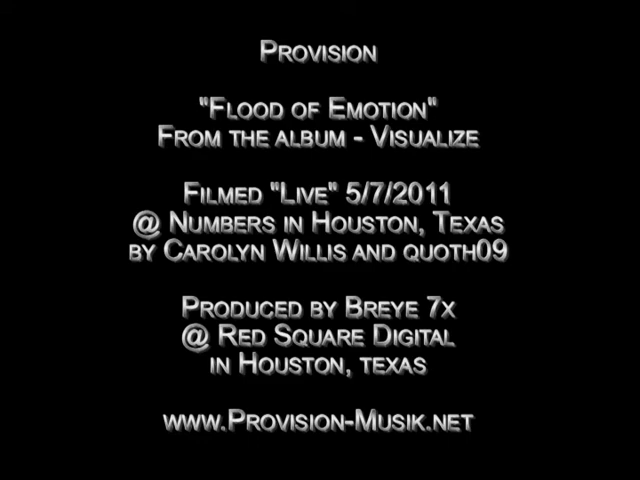 Provision
"Flood of Emotion"
From the album - Visualize
Filmed "Live" 5/7/2011
@ Numbers in Houston, Texas
by Carolyn Willis and quoth09
Produced by Breye 7x
@ Red Square Digital
in Houston, texas
www.Provision-Musik.net